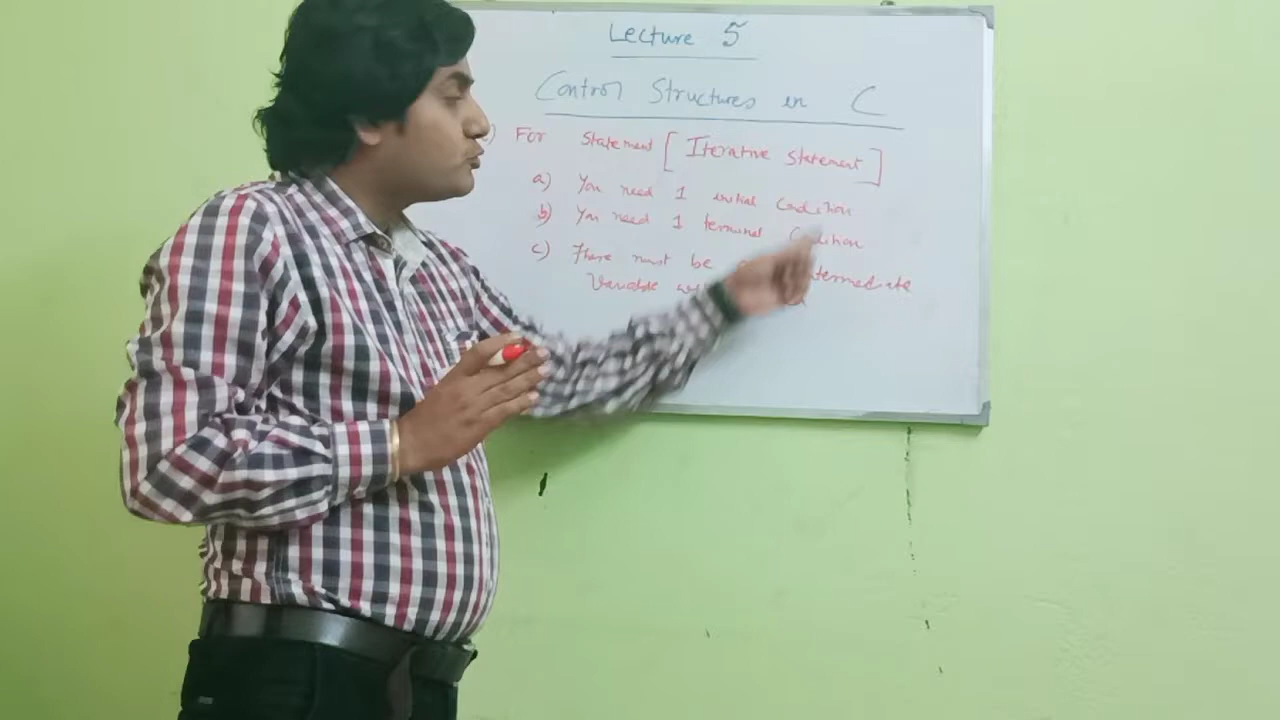 Lecture 5
Control Structures in C
) For Statement [ Iterative statement ]
a) You need 1 initial Condition
b) You need 1 terminal Condition
c) There must be termediate
Variable